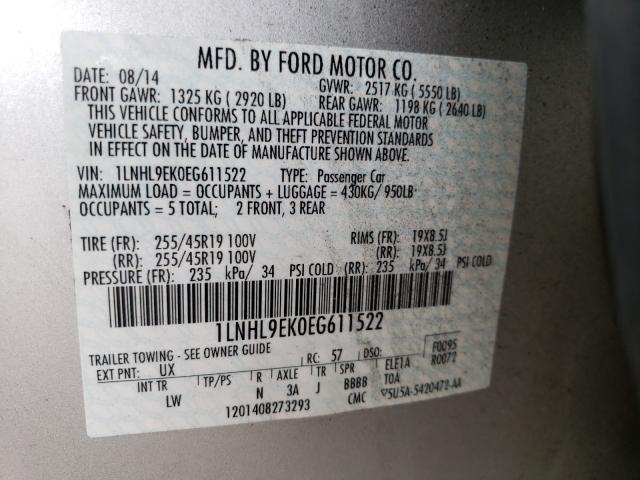 MFD. BY FORD MOTOR CO.
DATE: 08/14 GVWR: 2517 KG ( 5550 LB)
FRONT GAWR: 1325 KG ( 2920 LB) REAR GAWR: 1198 KG ( 2640 LB)
THIS VEHICLE CONFORMS TO ALL APPLICABLE FEDERAL MOTOR
VEHICLE SAFETY, BUMPER, AND THEFT PREVENTION STANDARDS
IN EFFECT ON THE DATE OF MANUFACTURE SHOWN ABOVE.
VIN: 1LNHL9EK0EG611522 TYPE: Passenger Car
MAXIMUM LOAD = OCCUPANTS + LUGGAGE = 430KG/ 950LB
OCCUPANTS = 5 TOTAL; 2 FRONT, 3 REAR
TIRE (FR): 255/45R19 100V RIMS (FR): 19X8.5J
(RR): 255/45R19 100V (RR): 19X8.5J
PRESSURE (FR): 235 kPa/ 34 PSI COLD (RR): 235 kPa/ 34 PSI COLD
1LNHL9EK0EG611522
TRAILER TOWING - SEE OWNER GUIDE F0095
EXT PNT: UX RC: 57 DSO: R0072
INT TR TP/PS R AXLE TR SPR ELE1A
LW N 3A J BBBB T0A
1201408273293 CMC 5U5A-5420472-AA